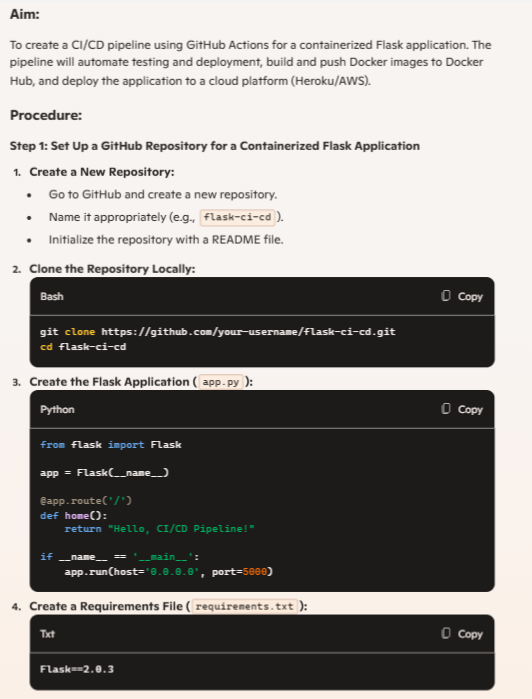 Aim:
To create a CI/CD pipeline using GitHub Actions for a containerized Flask application. The
pipeline will automate testing and deployment, build and push Docker images to Docker
Hub, and deploy the application to a cloud platform (Heroku/AWS).
Procedure:
Step 1: Set Up a GitHub Repository for a Containerized Flask Application
1. Create a New Repository:
• Go to GitHub and create a new repository.
• Name it appropriately (e.g., flask-ci-cd ).
• Initialize the repository with a README file.
2. Clone the Repository Locally:
Bash Copy
git clone https://github.com/your-username/flask-ci-cd.git
cd flask-ci-cd
3. Create the Flask Application ( app.py ):
Python Copy
from flask import Flask
app = Flask(__name__)
@app.route('/')
def home():
    return "Hello, CI/CD Pipeline!"
if __name__ == '__main__':
    app.run(host='0.0.0.0', port=5000)
4. Create a Requirements File ( requirements.txt ):
Txt Copy
Flask==2.0.3